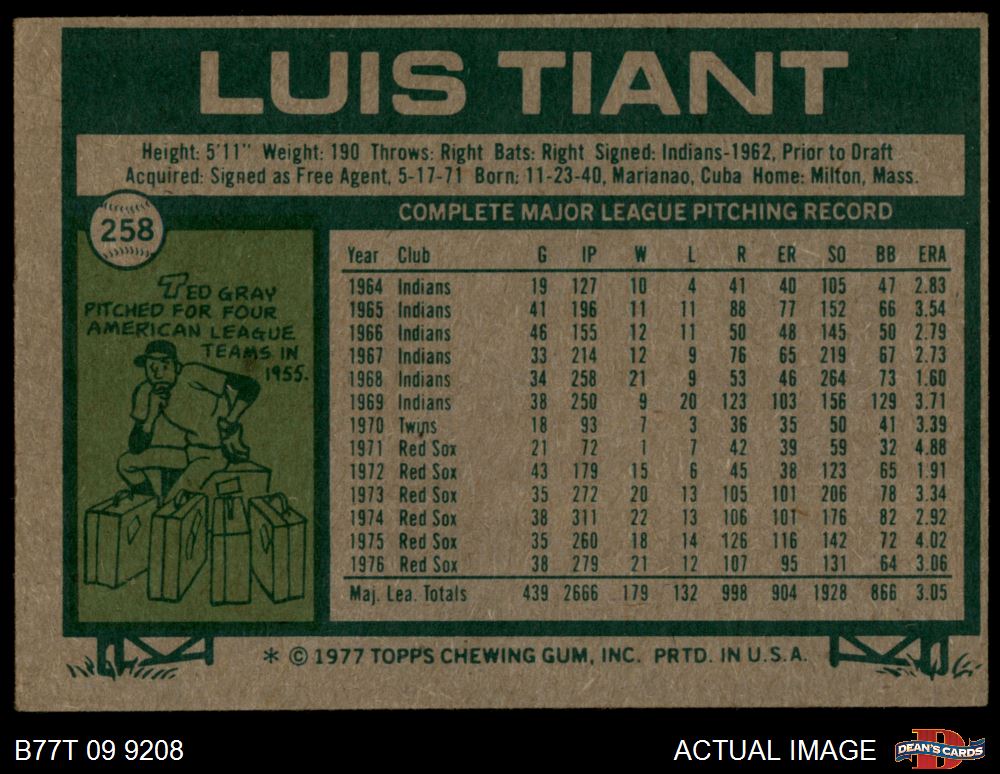 LUIS TIANT
Height: 5'11" Weight: 190 Throws: Right Bats: Right Signed: Indians-1962, Prior to Draft
Acquired: Signed as Free Agent, 5-17-71 Born: 11-23-40, Marianao, Cuba Home: Milton, Mass.
258
TED GRAY
PITCHED FOR FOUR
AMERICAN LEAGUE
TEAMS IN
1955.
COMPLETE MAJOR LEAGUE PITCHING RECORD
Year Club G IP W L R ER SO BB ERA
1964 Indians 19 127 10 4 41 40 105 47 2.83
1965 Indians 41 196 11 11 88 77 152 66 3.54
1966 Indians 46 155 12 11 50 48 145 50 2.79
1967 Indians 33 214 12 9 76 65 219 67 2.73
1968 Indians 34 258 21 9 53 46 264 73 1.60
1969 Indians 38 250 9 20 123 103 156 129 3.71
1970 Twins 18 93 7 3 36 35 50 41 3.39
1971 Red Sox 21 72 1 7 42 39 59 32 4.88
1972 Red Sox 43 179 15 6 45 38 123 65 1.91
1973 Red Sox 35 272 20 13 105 101 206 78 3.34
1974 Red Sox 38 311 22 13 106 101 176 82 2.92
1975 Red Sox 35 260 18 14 126 116 142 72 4.02
1976 Red Sox 38 279 21 12 107 95 131 64 3.06
Maj. Lea. Totals 439 2666 179 132 998 904 1928 866 3.05
* © 1977 TOPPS CHEWING GUM, INC. PRTD. IN U.S.A.
B77T 09 9208
ACTUAL IMAGE
DEAN'S CARDS